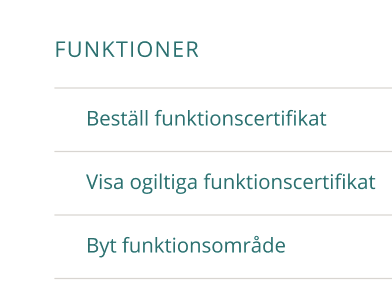 FUNKTIONER
Beställ funktionscertifikat
Visa ogiltiga funktionscertifikat
Byt funktionsområde